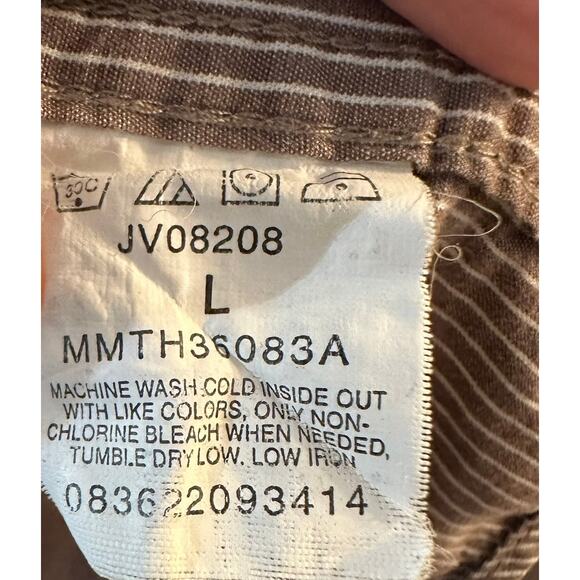 30C
JV08208
L
MMTH36083A
MACHINE WASH COLD INSIDE OUT
WITH LIKE COLORS, ONLY NON-
CHLORINE BLEACH WHEN NEEDED,
TUMBLE DRY LOW. LOW IRON
083622093414